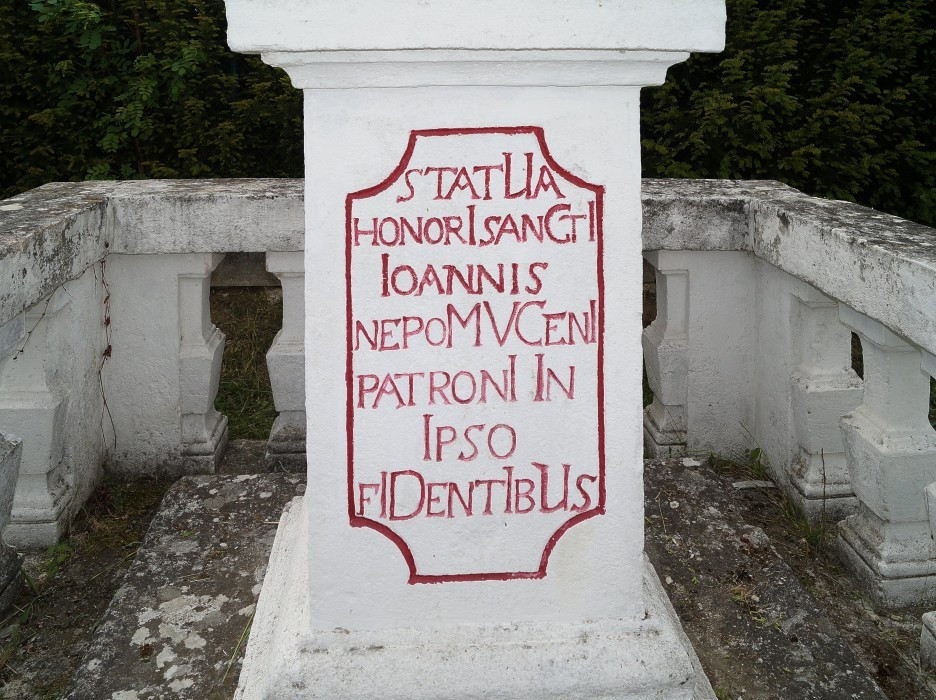 STATUA
HONORI SANCTI
IOANNIS
NEPOMVCENI
PATRONI IN
IPSO
FIDENTIBUS